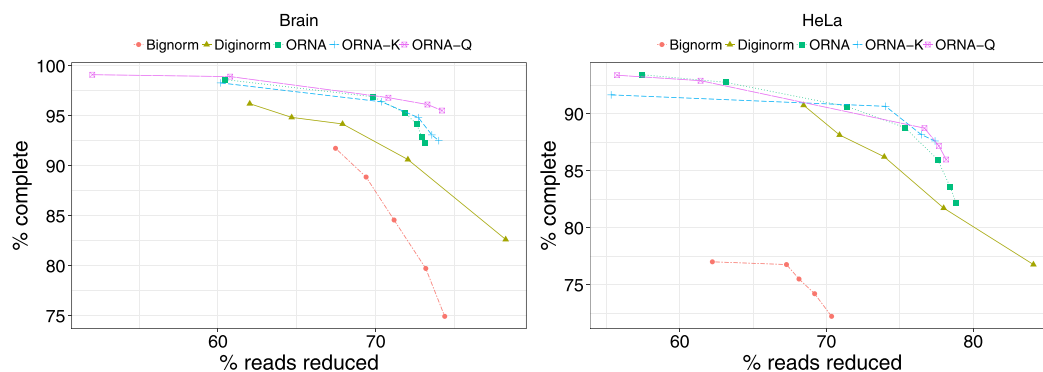 Brain
Bignorm Diginorm ORNA ORNA−K ORNA−Q
100
95
90
85
80
75
% complete
60 70
% reads reduced
HeLa
Bignorm Diginorm ORNA ORNA−K ORNA−Q
90
85
80
75
% complete
60 70 80
% reads reduced